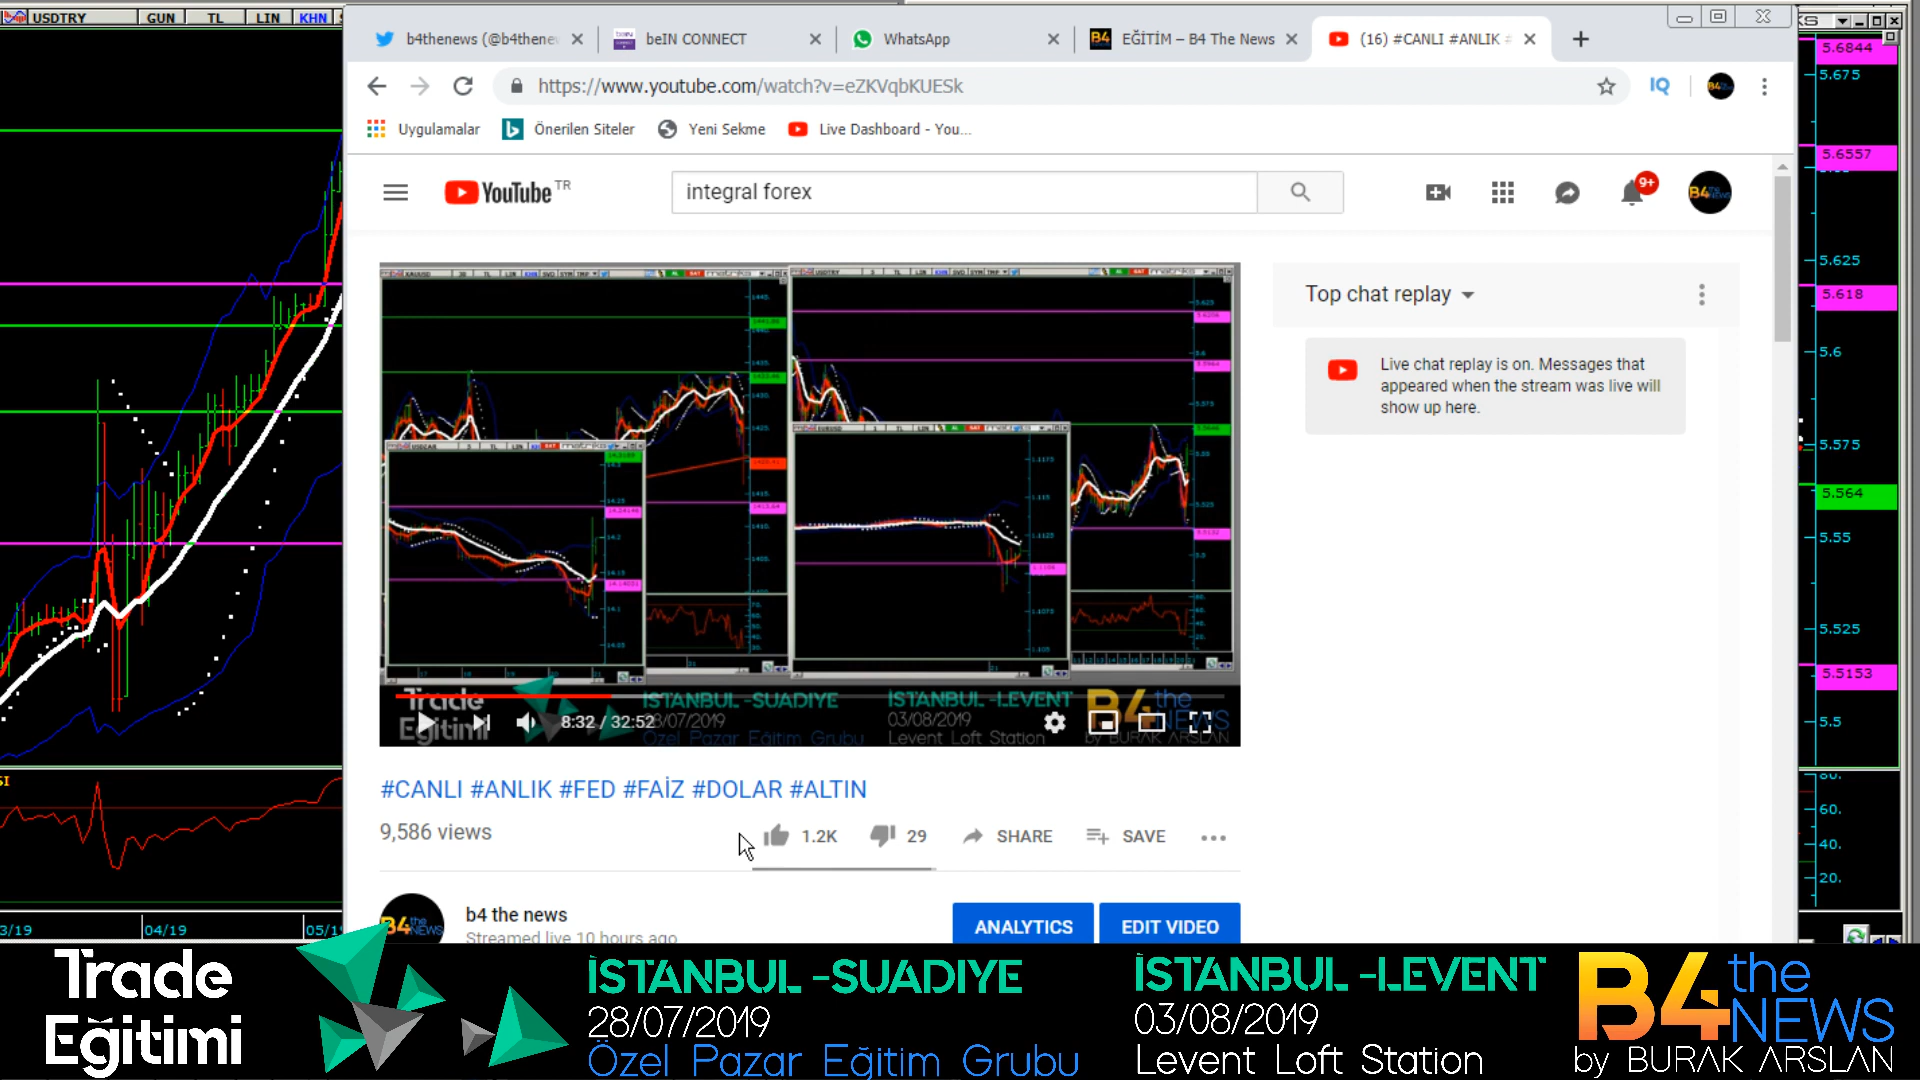 USDTRY GUN TL LIN KHN
b4thenews (@b4thene
beIN CONNECT
WhatsApp
EĞİTİM – B4 The News
(16) #CANLI #ANLIK #
https://www.youtube.com/watch?v=eZKVqbKUESk
IQ
Uygulamalar
Önerilen Siteler
Yeni Sekme
Live Dashboard - You...
YouTube TR
integral forex
9+
Top chat replay
Live chat replay is on. Messages that
appeared when the stream was live will
show up here.
8:32 / 32:52
#CANLI #ANLIK #FED #FAİZ #DOLAR #ALTIN
9,586 views
1.2K
29
SHARE
SAVE
b4 the news
Streamed live 10 hours ago
ANALYTICS
EDIT VIDEO
5.6844
5.675
5.6557
5.625
5.618
5.6
5.575
5.564
5.55
5.525
5.5153
5.5
60.
40.
20.
3/19
04/19
05/1
Trade
Eğitimi
İSTANBUL -SUADIYE
28/07/2019
Özel Pazar Eğitim Grubu
İSTANBUL -LEVENT
03/08/2019
Levent Loft Station
B4 the NEWS
by BURAK ARSLAN